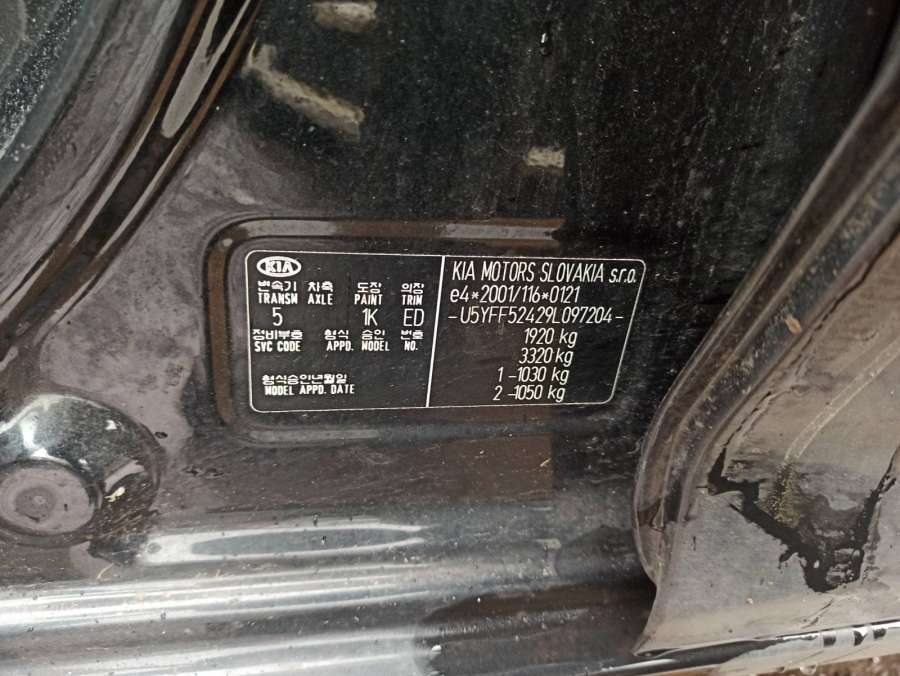 KIA
변속기 차축 도장 의장
TRANSM AXLE PAINT TRIM
5 1K ED
정비부호 형식 승인 번호
SVC CODE APPD. MODEL NO.
형식승인년월일
MODEL APPD. DATE
KIA MOTORS SLOVAKIA s.r.o.
e4*2001/116*0121
-U5YFF52429L097204-
1920 kg
3320 kg
1 -1030 kg
2 -1050 kg